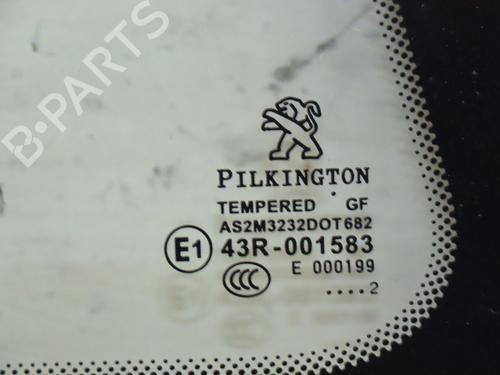 B-PARTS
PILKINGTON
TEMPERED GF
AS2M3232DOT682
E1 43R-001583
CCC E 000199
....2